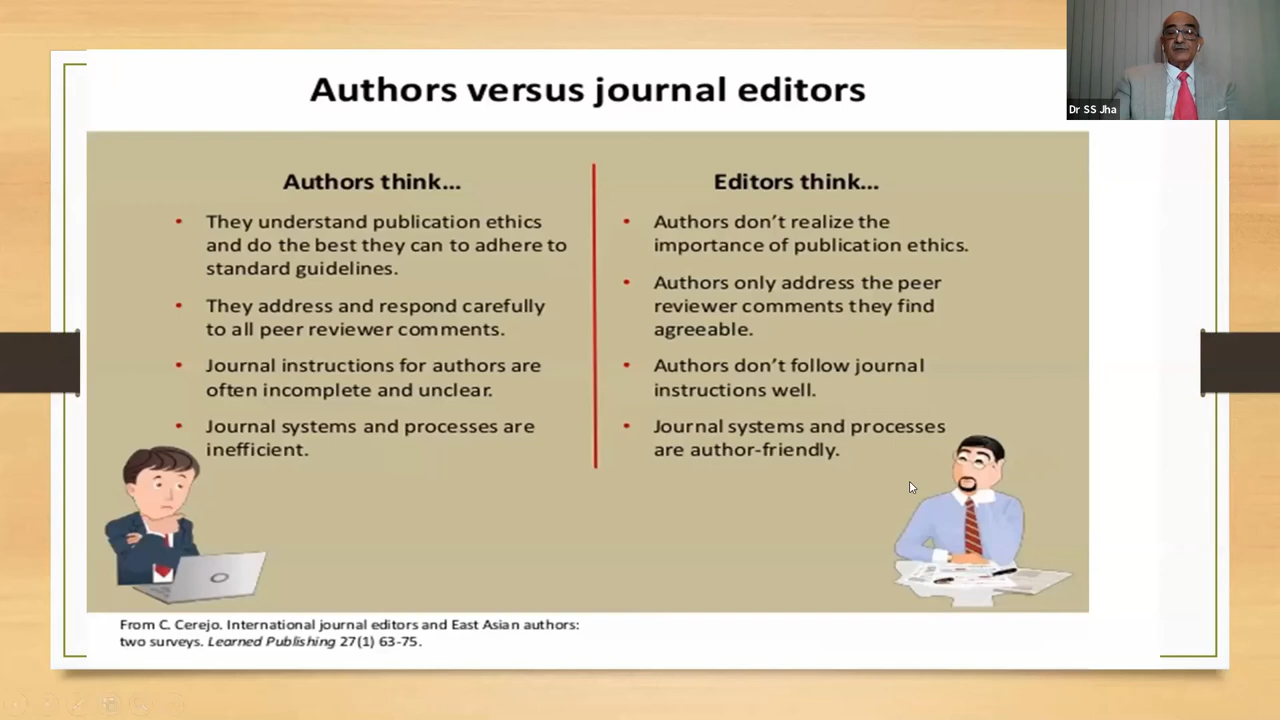 Authors versus journal editors
Dr SS Jha
Authors think...
• They understand publication ethics
and do the best they can to adhere to
standard guidelines.
• They address and respond carefully
to all peer reviewer comments.
• Journal instructions for authors are
often incomplete and unclear.
• Journal systems and processes are
inefficient.
Editors think...
• Authors don't realize the
importance of publication ethics.
• Authors only address the peer
reviewer comments they find
agreeable.
• Authors don't follow journal
instructions well.
• Journal systems and processes
are author-friendly.
From C. Cerejo. International journal editors and East Asian authors:
two surveys. Learned Publishing 27(1) 63-75.